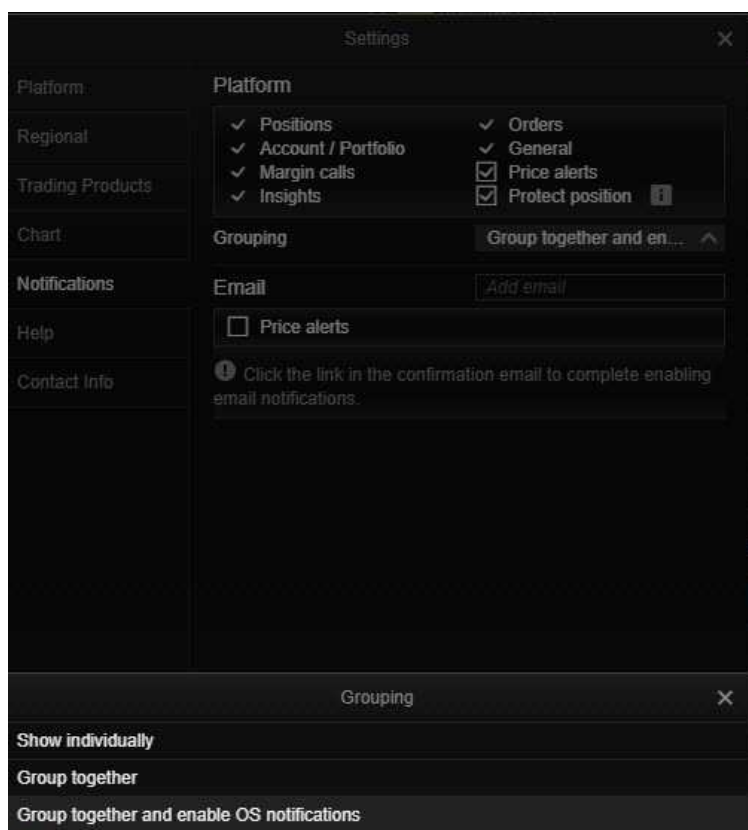 Settings
Platform
Regional
Trading Products
Chart
Notifications
Help
Contact Info
Platform
Positions
Orders
Account / Portfolio
General
Margin calls
Price alerts
Insights
Protect position
Grouping
Group together and en...
Email
Add email
Price alerts
Click the link in the confirmation email to complete enabling
email notifications.
Grouping
Show individually
Group together
Group together and enable OS notifications